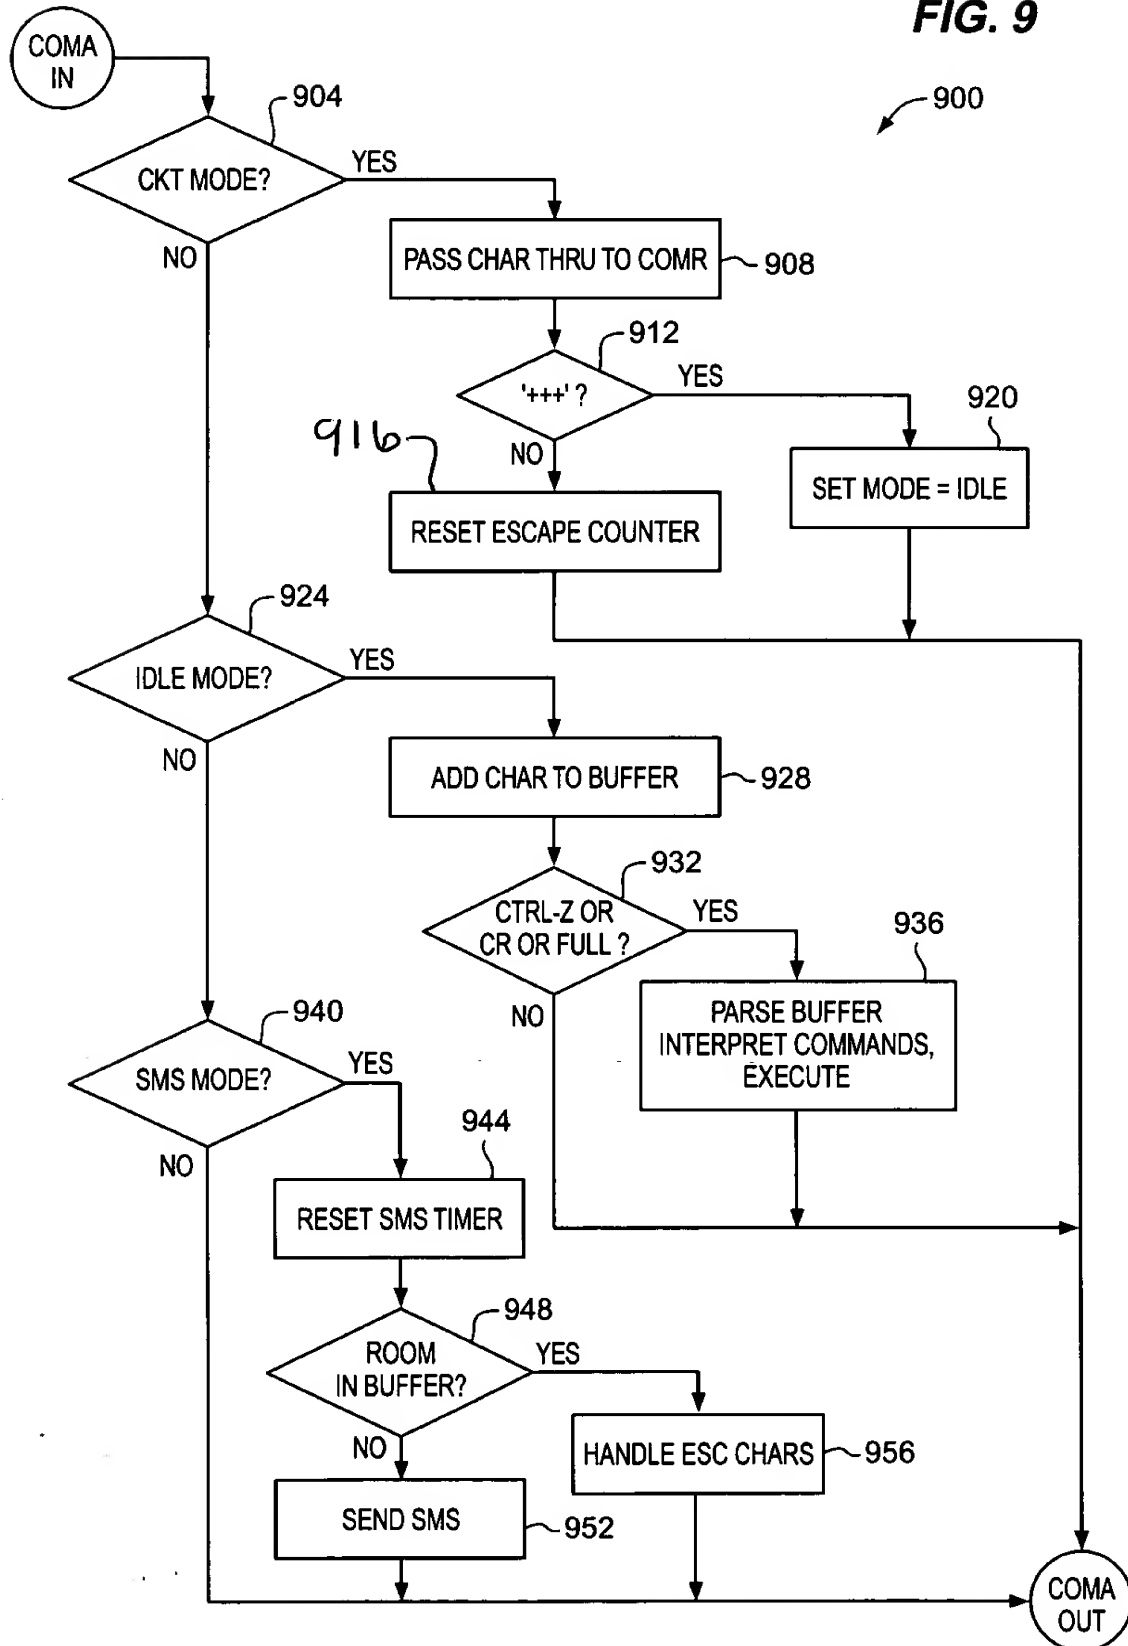 FIG. 9
COMA
IN
904
900
CKT MODE?
YES
NO
PASS CHAR THRU TO COMR
908
912
'+++' ?
YES
NO
920
916
SET MODE = IDLE
RESET ESCAPE COUNTER
924
IDLE MODE?
YES
NO
ADD CHAR TO BUFFER
928
932
CTRL-Z OR
CR OR FULL ?
YES
NO
936
PARSE BUFFER
INTERPRET COMMANDS,
EXECUTE
940
SMS MODE?
YES
NO
944
RESET SMS TIMER
948
ROOM
IN BUFFER?
YES
NO
HANDLE ESC CHARS
956
SEND SMS
952
COMA
OUT